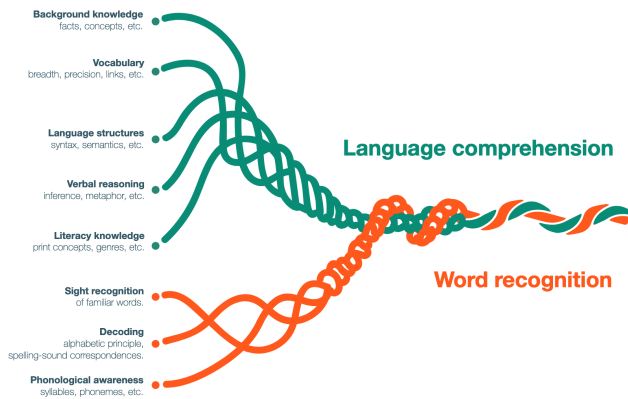 Background knowledge
facts, concepts, etc.
Vocabulary
breadth, precision, links, etc.
Language structures
syntax, semantics, etc.
Verbal reasoning
inference, metaphor, etc.
Literacy knowledge
print concepts, genres, etc.
Language comprehension
Word recognition
Sight recognition
of familiar words.
Decoding
alphabetic principle,
spelling-sound correspondences.
Phonological awareness
syllables, phonemes, etc.